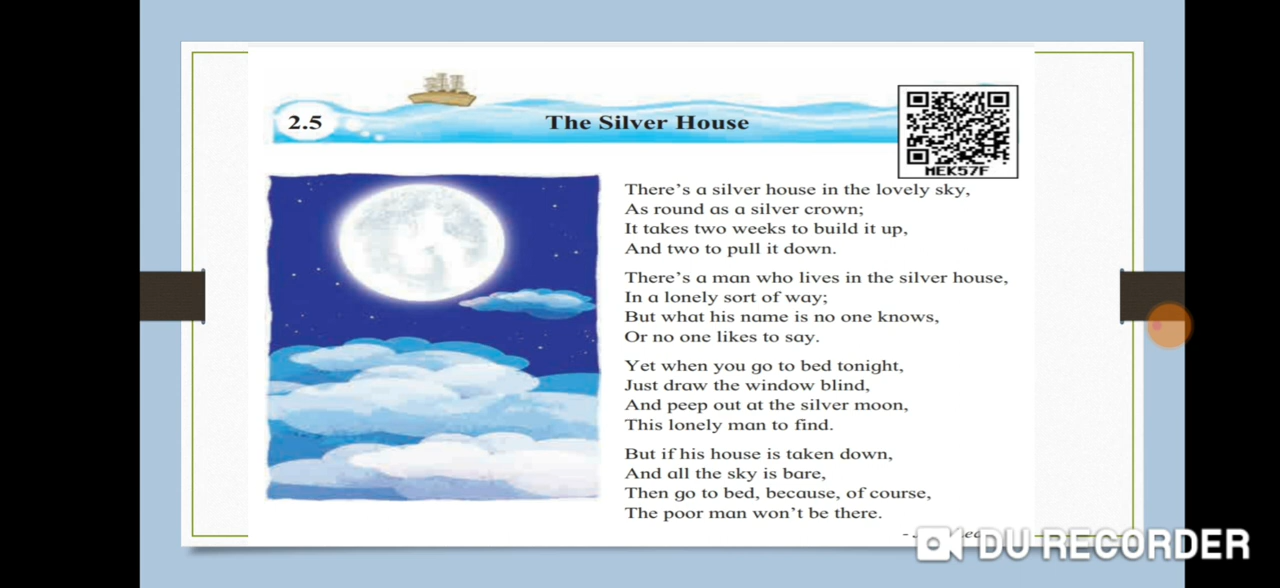 2.5
The Silver House
MEK57F
There's a silver house in the lovely sky,
As round as a silver crown;
It takes two weeks to build it up,
And two to pull it down.
There's a man who lives in the silver house,
In a lonely sort of way;
But what his name is no one knows,
Or no one likes to say.
Yet when you go to bed tonight,
Just draw the window blind,
And peep out at the silver moon,
This lonely man to find.
But if his house is taken down,
And all the sky is bare,
Then go to bed, because, of course,
The poor man won't be there.
DU RECORDER